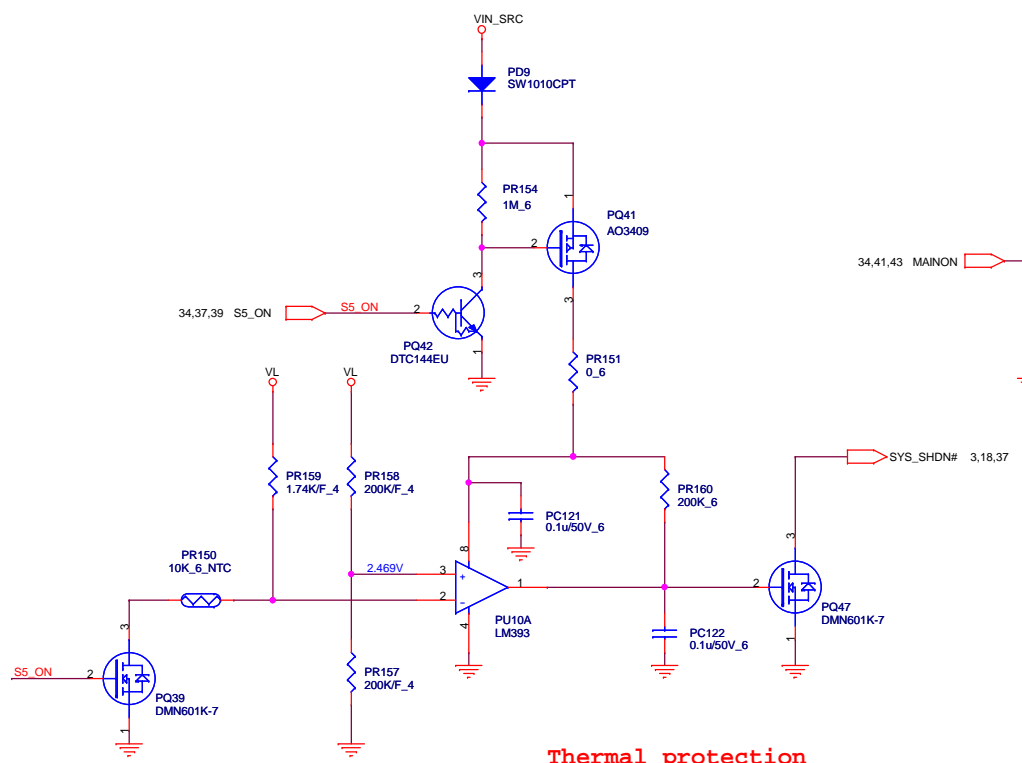 VIN_SRC
PD9
SW1010CPT
PR154
1M_6
1
PQ41
AO3409
2
3
3
34,41,43 MAINON
34,37,39 S5_ON
S5_ON
2
PQ42
DTC144EU
1
PR151
0_6
VL
VL
SYS_SHDN# 3,18,37
PR159
1.74K/F_4
PR158
200K/F_4
PR160
200K_6
PC121
0.1u/50V_6
PR150
10K_6_NTC
8
3
2.469V
3
+
1
2
-
2
PU10A
LM393
4
PQ47
DMN601K-7
3
PC122
0.1u/50V_6
1
S5_ON
2
PR157
200K/F_4
PQ39
DMN601K-7
1
Thermal protection